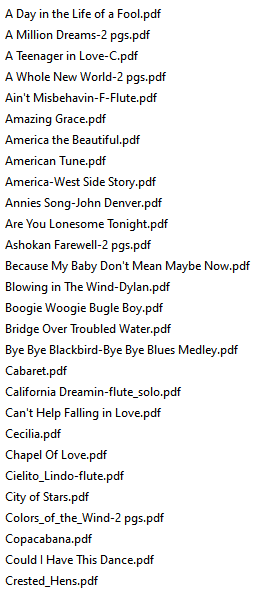 A Day in the Life of a Fool.pdf
A Million Dreams-2 pgs.pdf
A Teenager in Love-C.pdf
A Whole New World-2 pgs.pdf
Ain't Misbehavin-F-Flute.pdf
Amazing Grace.pdf
America the Beautiful.pdf
American Tune.pdf
America-West Side Story.pdf
Annies Song-John Denver.pdf
Are You Lonesome Tonight.pdf
Ashokan Farewell-2 pgs.pdf
Because My Baby Don't Mean Maybe Now.pdf
Blowing in The Wind-Dylan.pdf
Boogie Woogie Bugle Boy.pdf
Bridge Over Troubled Water.pdf
Bye Bye Blackbird-Bye Bye Blues Medley.pdf
Cabaret.pdf
California Dreamin-flute_solo.pdf
Can't Help Falling in Love.pdf
Cecilia.pdf
Chapel Of Love.pdf
Cielito_Lindo-flute.pdf
City of Stars.pdf
Colors_of_the_Wind-2 pgs.pdf
Copacabana.pdf
Could I Have This Dance.pdf
Crested_Hens.pdf